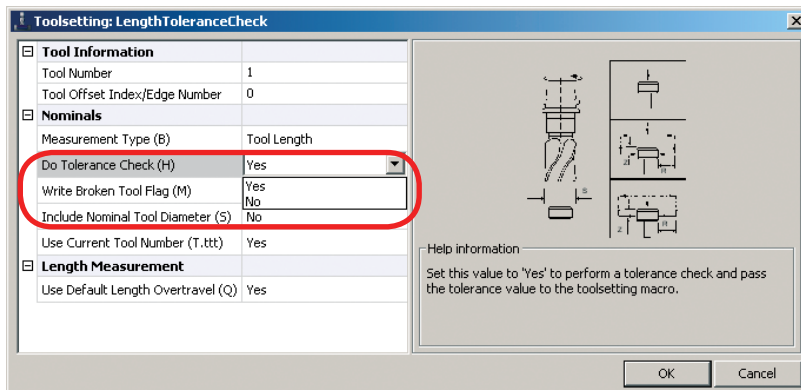 Toolsetting: LengthToleranceCheck
Tool Information
Tool Number 1
Tool Offset Index/Edge Number 0
Nominals
Measurement Type (B) Tool Length
Do Tolerance Check (H) Yes
Write Broken Tool Flag (M) Yes
No
Include Nominal Tool Diameter (S) No
Use Current Tool Number (T.ttt) Yes
Length Measurement
Use Default Length Overtravel (Q) Yes
S
Z R
Z R
Help information
Set this value to 'Yes' to perform a tolerance check and pass
the tolerance value to the toolsetting macro.
OK Cancel